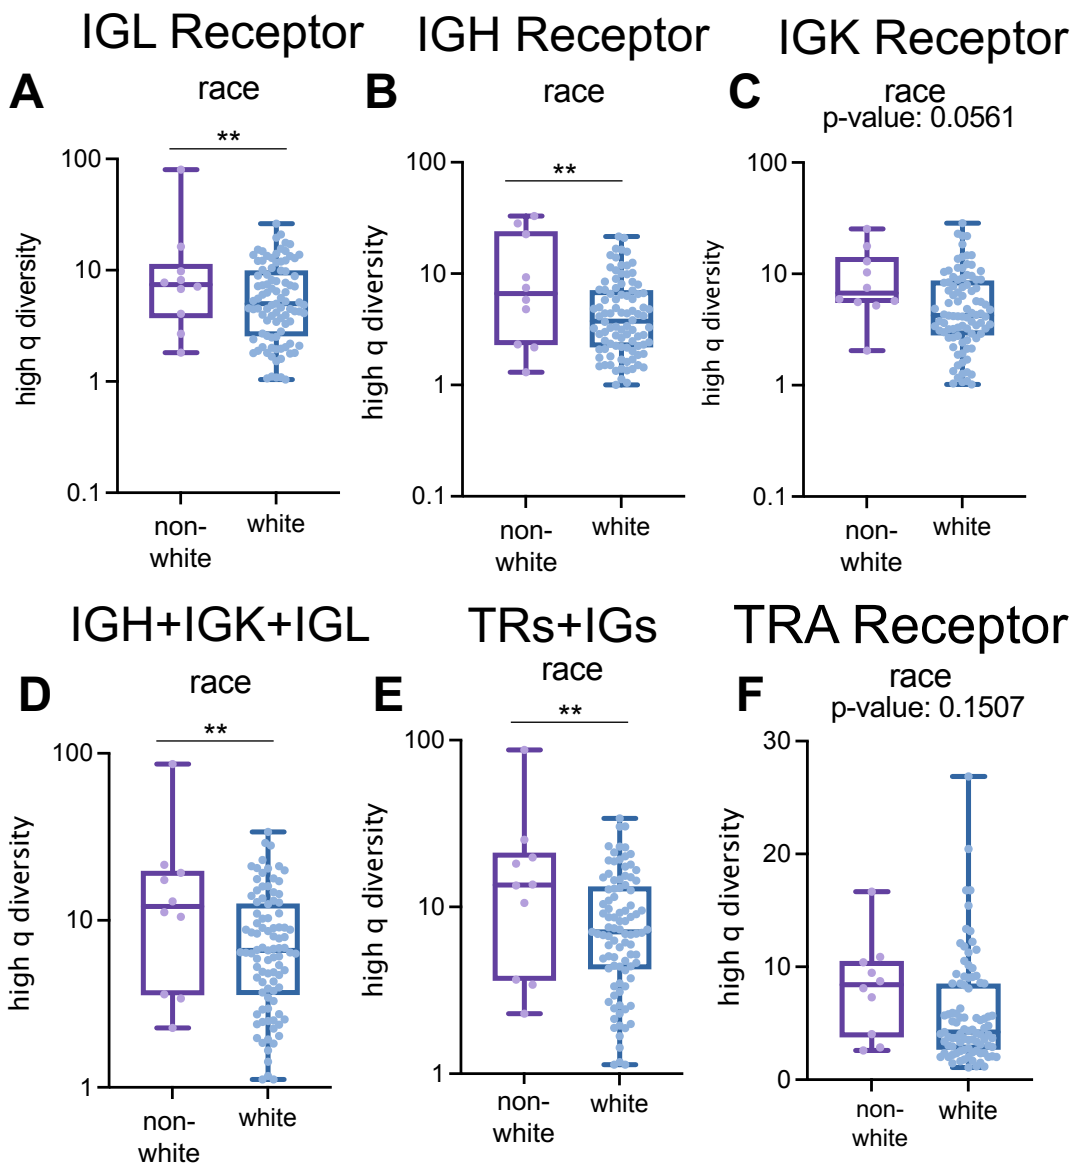 IGL Receptor
IGH Receptor
IGK Receptor
A
race
**
100
10
1
0.1
high q diversity
non-
white
white
B
race
**
100
10
1
0.1
high q diversity
non-
white
white
C
race
p-value: 0.0561
100
10
1
0.1
high q diversity
non-
white
white
IGH+IGK+IGL
TRs+IGs
TRA Receptor
D
race
**
100
10
1
high q diversity
non-
white
white
E
race
**
100
10
1
high q diversity
non-
white
white
F
race
p-value: 0.1507
30
20
10
0
high q diversity
non-
white
white